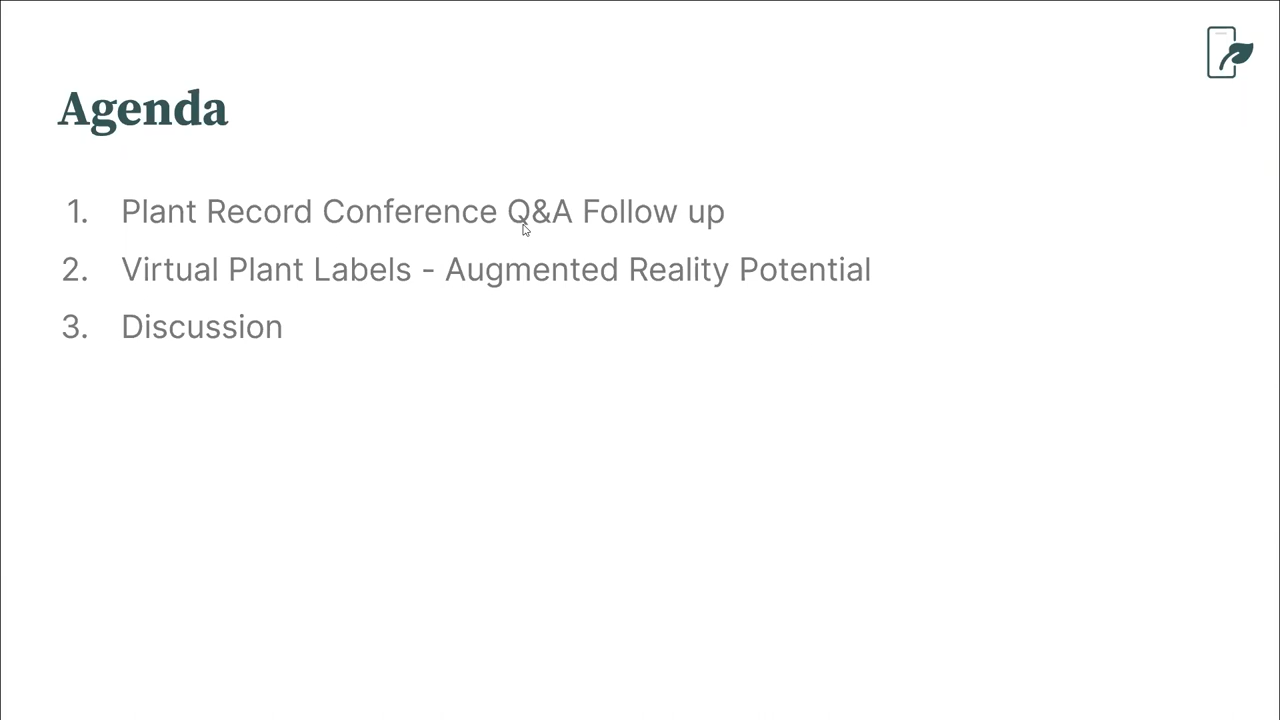 Agenda
1. Plant Record Conference Q&A Follow up
2. Virtual Plant Labels - Augmented Reality Potential
3. Discussion